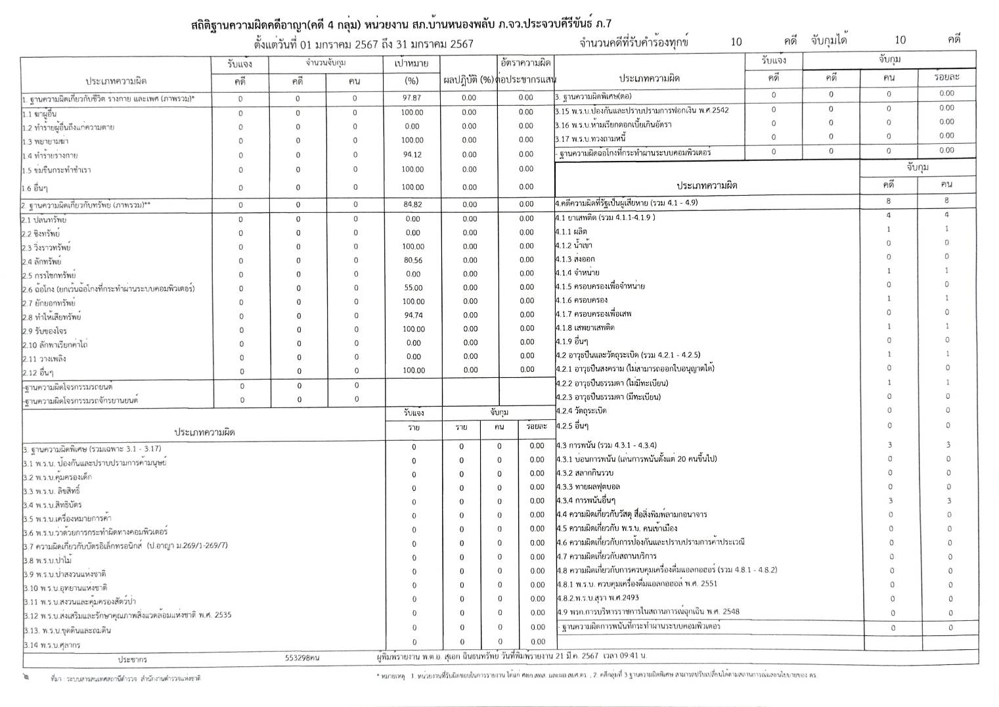 สถิติฐานความผิดคดีอาญา(คดี 4 กลุ่ม) หน่วยงาน สภ.บ้านหนองพลับ ภ.จว.ประจวบคีรีขันธ์ ภ.7
ตั้งแต่วันที่ 01 มกราคม 2567 ถึง 31 มกราคม 2567 จำนวนคดีที่รับคำร้องทุกข์ 10 คดี จับกุมได้ 10 คดี
ประเภทความผิด รับแจ้ง จำนวนจับกุม เป้าหมาย ผลปฏิบัติ (%) อัตราความผิด
คดี คดี คน (%) ต่อประชากรแสน
1. ฐานความผิดเกี่ยวกับชีวิต ร่างกาย และเพศ (ภาพรวม)* 0 0 0 97.87 0.00 0.00
1.1 ฆ่าผู้อื่น 0 0 0 100.00 0.00 0.00
1.2 ทำร้ายผู้อื่นถึงแก่ความตาย 0 0 0 0.00 0.00 0.00
1.3 พยายามฆ่า 0 0 0 100.00 0.00 0.00
1.4 ทำร้ายร่างกาย 0 0 0 94.12 0.00 0.00
1.5 ข่มขืนกระทำชำเรา 0 0 0 100.00 0.00 0.00
1.6 อื่นๆ 0 0 0 100.00 0.00 0.00
2. ฐานความผิดเกี่ยวกับทรัพย์ (ภาพรวม)** 0 0 0 84.82 0.00 0.00
2.1 ปล้นทรัพย์ 0 0 0 0.00 0.00 0.00
2.2 ชิงทรัพย์ 0 0 0 0.00 0.00 0.00
2.3 วิ่งราวทรัพย์ 0 0 0 100.00 0.00 0.00
2.4 ลักทรัพย์ 0 0 0 80.56 0.00 0.00
2.5 กรรโชกทรัพย์ 0 0 0 0.00 0.00 0.00
2.6 ฉ้อโกง (ยกเว้นฉ้อโกงที่กระทำผ่านระบบคอมพิวเตอร์) 0 0 0 55.00 0.00 0.00
2.7 ยักยอกทรัพย์ 0 0 0 100.00 0.00 0.00
2.8 ทำให้เสียทรัพย์ 0 0 0 94.74 0.00 0.00
2.9 รับของโจร 0 0 0 100.00 0.00 0.00
2.10 ลักพาเรียกค่าไถ่ 0 0 0 0.00 0.00 0.00
2.11 วางเพลิง 0 0 0 0.00 0.00 0.00
2.12 อื่นๆ 0 0 0 100.00 0.00 0.00
-ฐานความผิดโจรกรรมรถยนต์ 0 0 0
-ฐานความผิดโจรกรรมรถจักรยานยนต์ 0 0 0
ประเภทความผิด รับแจ้ง จับกุม
ราย ราย คน ร้อยละ
3. ฐานความผิดพิเศษ (รวมเฉพาะ 3.1 - 3.17) 0 0 0 0.00
3.1 พ.ร.บ. ป้องกันและปราบปรามการค้ามนุษย์ 0 0 0 0.00
3.2 พ.ร.บ.คุ้มครองเด็ก 0 0 0 0.00
3.3 พ.ร.บ. ลิขสิทธิ์ 0 0 0 0.00
3.4 พ.ร.บ.สิทธิบัตร 0 0 0 0.00
3.5 พ.ร.บ.เครื่องหมายการค้า 0 0 0 0.00
3.6 พ.ร.บ.ว่าด้วยการกระทำผิดทางคอมพิวเตอร์ 0 0 0 0.00
3.7 ความผิดเกี่ยวกับบัตรอิเล็กทรอนิกส์ (ป.อาญา ม.269/1-269/7) 0 0 0 0.00
3.8 พ.ร.บ.ป่าไม้ 0 0 0 0.00
3.9 พ.ร.บ.ป่าสงวนแห่งชาติ 0 0 0 0.00
3.10 พ.ร.บ.อุทยานแห่งชาติ 0 0 0 0.00
3.11 พ.ร.บ.สงวนและคุ้มครองสัตว์ป่า 0 0 0 0.00
3.12 พ.ร.บ.ส่งเสริมและรักษาคุณภาพสิ่งแวดล้อมแห่งชาติ พ.ศ. 2535 0 0 0 0.00
3.13. พ.ร.บ.ขุดดินและถมดิน 0 0 0 0.00
3.14 พ.ร.บ.ศุลากร 0 0 0 0.00
ประเภทความผิด รับแจ้ง จับกุม
คดี คดี คน ร้อยละ
3. ฐานความผิดพิเศษ(ต่อ) 0 0 0 0.00
3.15 พ.ร.บ.ป้องกันและปราบปรามการฟอกเงิน พ.ศ.2542 0 0 0 0.00
3.16 พ.ร.บ.ห้ามเรียกดอกเบี้ยเกินอัตรา 0 0 0 0.00
3.17 พ.ร.บ.ทวงถามหนี้ 0 0 0 0.00
- ฐานความผิดฉ้อโกงที่กระทำผ่านระบบคอมพิวเตอร์ 0 0 0 0.00
ประเภทความผิด จับกุม
คดี คน
4.คดีความผิดที่รัฐเป็นผู้เสียหาย (รวม 4.1 - 4.9) 8 8
4.1 ยาเสพติด (รวม 4.1.1-4.1.9 ) 4 4
4.1.1 ผลิต 1 1
4.1.2 นำเข้า 0 0
4.1.3 ส่งออก 0 0
4.1.4 จำหน่าย 1 1
4.1.5 ครอบครองเพื่อจำหน่าย 0 0
4.1.6 ครอบครอง 1 1
4.1.7 ครอบครองเพื่อเสพ 0 0
4.1.8 เสพยาเสพติด 1 1
4.1.9 อื่นๆ 0 0
4.2 อาวุธปืนและวัตถุระเบิด (รวม 4.2.1 - 4.2.5) 1 1
4.2.1 อาวุธปืนสงคราม (ไม่สามารถออกใบอนุญาตได้) 0 0
4.2.2 อาวุธปืนธรรมดา (ไม่มีทะเบียน) 1 1
4.2.3 อาวุธปืนธรรมดา (มีทะเบียน) 0 0
4.2.4 วัตถุระเบิด 0 0
4.2.5 อื่นๆ 0 0
4.3 การพนัน (รวม 4.3.1 - 4.3.4) 3 3
4.3.1 บ่อนการพนัน (เล่นการพนันตั้งแต่ 20 คนขึ้นไป) 0 0
4.3.2 สลากกินรวบ 0 0
4.3.3 ทายผลฟุตบอล 0 0
4.3.4 การพนันอื่นๆ 3 3
4.4 ความผิดเกี่ยวกับวัสดุ สื่อสิ่งพิมพ์ลามกอนาจาร 0 0
4.5 ความผิดเกี่ยวกับ พ.ร.บ. คนเข้าเมือง 0 0
4.6 ความผิดเกี่ยวกับการป้องกันและปราบปรามการค้าประเวณี 0 0
4.7 ความผิดเกี่ยวกับสถานบริการ 0 0
4.8 ความผิดเกี่ยวกับการควบคุมเครื่องดื่มแอลกอฮอร์ (รวม 4.8.1 - 4.8.2) 0 0
4.8.1 พ.ร.บ. ควบคุมเครื่องดื่มแอลกอฮอล์ พ.ศ. 2551 0 0
4.8.2.พ.ร.บ.สุรา พ.ศ.2493 0 0
4.9 พรก.การบริหารราชการในสถานการณ์ฉุกเฉิน พ.ศ. 2548 0 0
- ฐานความผิดการพนันที่กระทำผ่านระบบคอมพิวเตอร์ 0 0
ประชากร 553298คน ผู้พิมพ์รายงาน พ.ต.อ. สุเอก ฉินธนทรัพย์ วันที่พิมพ์รายงาน 21 มี.ค. 2567 เวลา 09:41 น.
ที่มา : ระบบสารสนเทศสถานีตำรวจ สำนักงานตำรวจแห่งชาติ * หมายเหตุ 1. หน่วยงานที่รับผิดชอบในการรายงาน ได้แก่ ศทก.สทส. และผอ.สยศ.ตร. , 2. คดีกลุ่มที่ 3 ฐานความผิดพิเศษ สามารถปรับเปลี่ยนได้ตามสถานการณ์และนโยบายของ ตร.